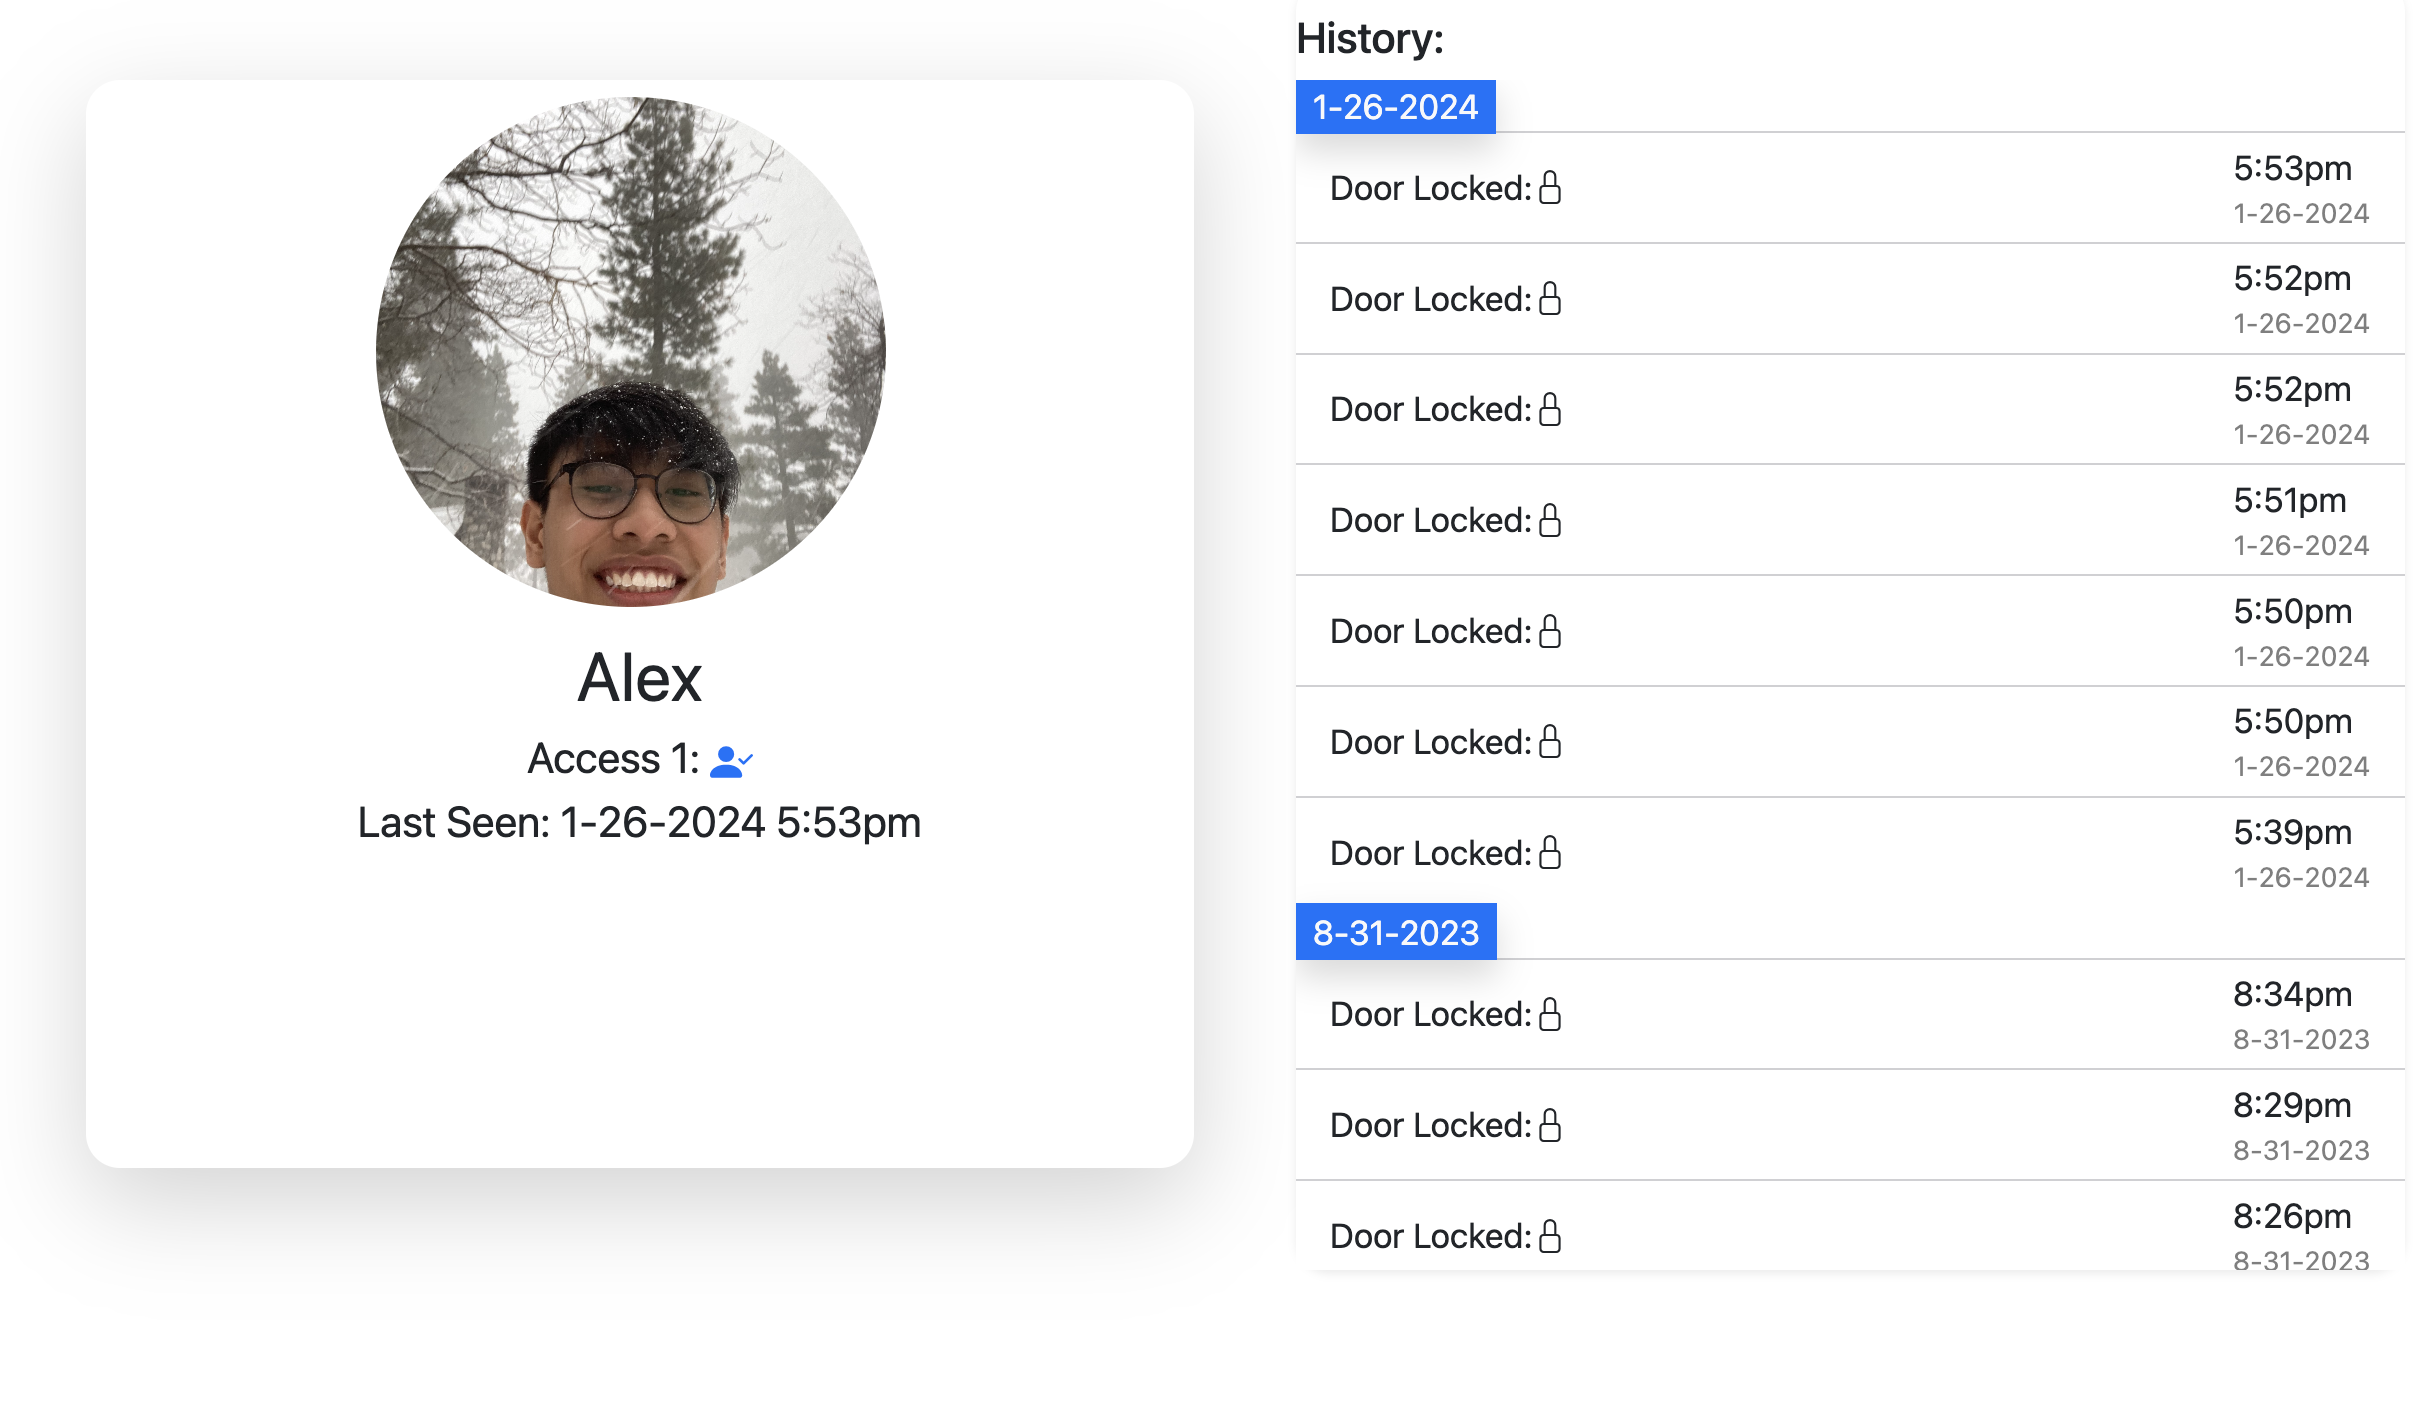 Alex
Access 1:
Last Seen: 1-26-2024 5:53pm
History:
1-26-2024
Door Locked:
5:53pm
1-26-2024
Door Locked:
5:52pm
1-26-2024
Door Locked:
5:52pm
1-26-2024
Door Locked:
5:51pm
1-26-2024
Door Locked:
5:50pm
1-26-2024
Door Locked:
5:50pm
1-26-2024
Door Locked:
5:39pm
1-26-2024
8-31-2023
Door Locked:
8:34pm
8-31-2023
Door Locked:
8:29pm
8-31-2023
Door Locked:
8:26pm
8-31-2023